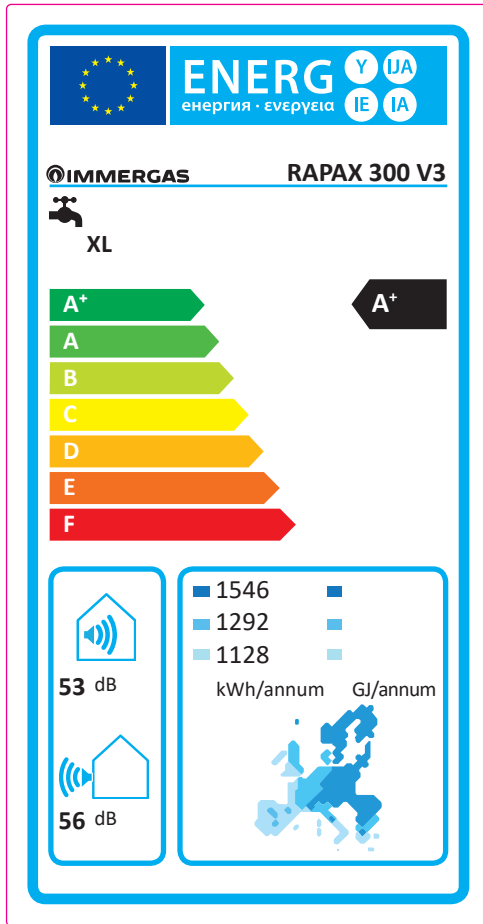 ENERG Y IJA
енергия · ενεργεια IE IA
IMMERGAS RAPAX 300 V3
XL
A+ A+
A
B
C
D
E
F
1546
1292
1128
kWh/annum GJ/annum
53 dB
56 dB